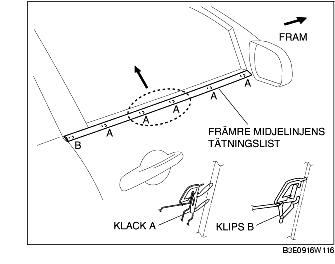 FRAM
A
A
A
A
A
B
FRÄMRE MIDJELINJENS
TÄTNINGSLIST
KLACK A
KLIPS B
B3E0916W116